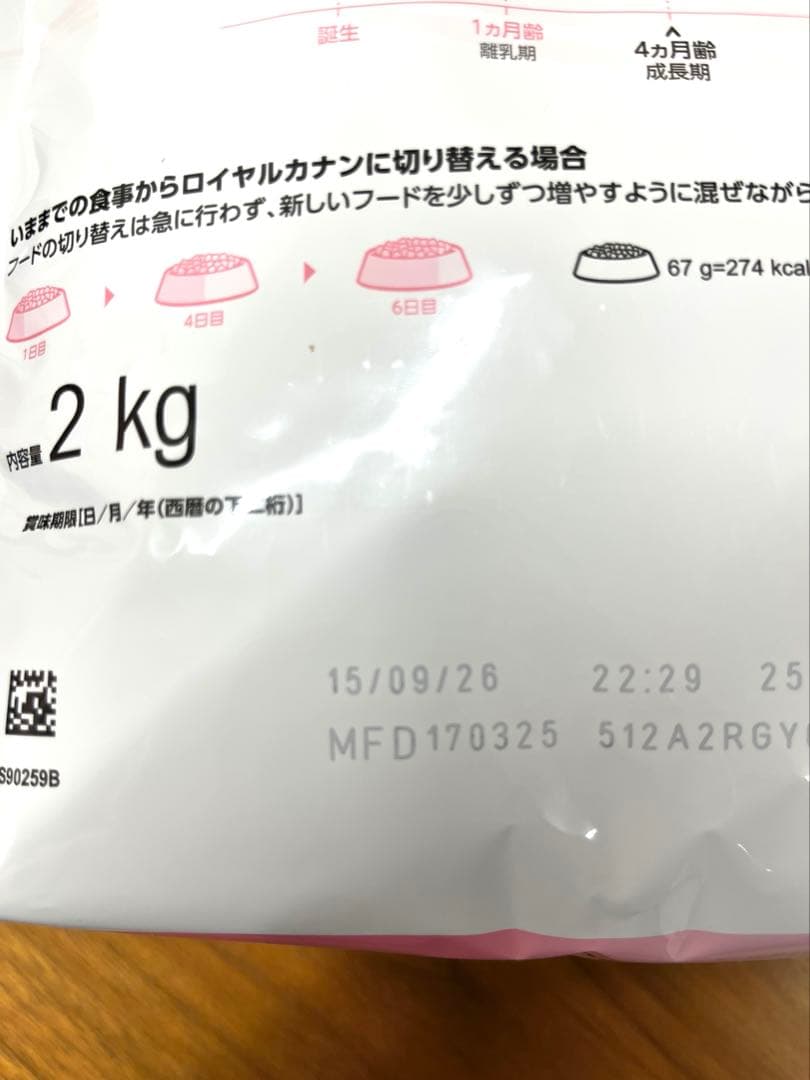 誕生
1ヵ月齢
離乳期
4ヵ月齢
成長期
いままでの食事からロイヤルカナンに切り替える場合
フードの切り替えは急に行わず、新しいフードを少しずつ増やすように混ぜながら
67 g=274 kcal
1日目
4日目
6日目
内容量 2 kg
賞味期限[日/月/年(西暦の下二桁)]
15/09/26 22:29 25
MFD170325 512A2RGY
S90259B